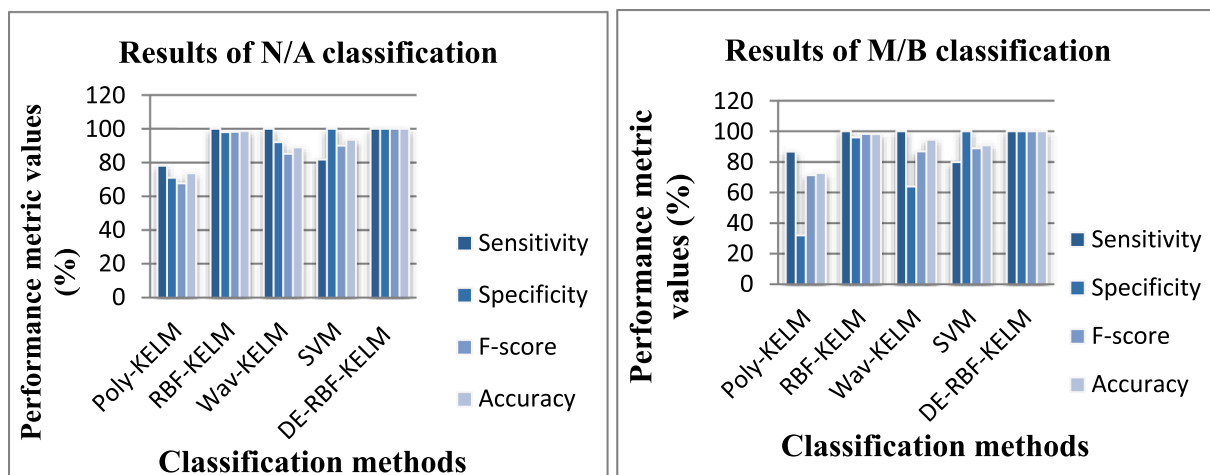 Results of N/A classification
Performance metric values
(%)
120
100
80
60
40
20
0
Poly-KELM
RBF-KELM
Wav-KELM
SVM
DE-RBF-KELM
Sensitivity
Specificity
F-score
Accuracy
Classification methods
Results of M/B classification
Performance metric
values (%)
120
100
80
60
40
20
0
Poly-KELM
RBF-KELM
Wav-KELM
SVM
DE-RBF-KELM
Sensitivity
Specificity
F-score
Accuracy
Classification methods